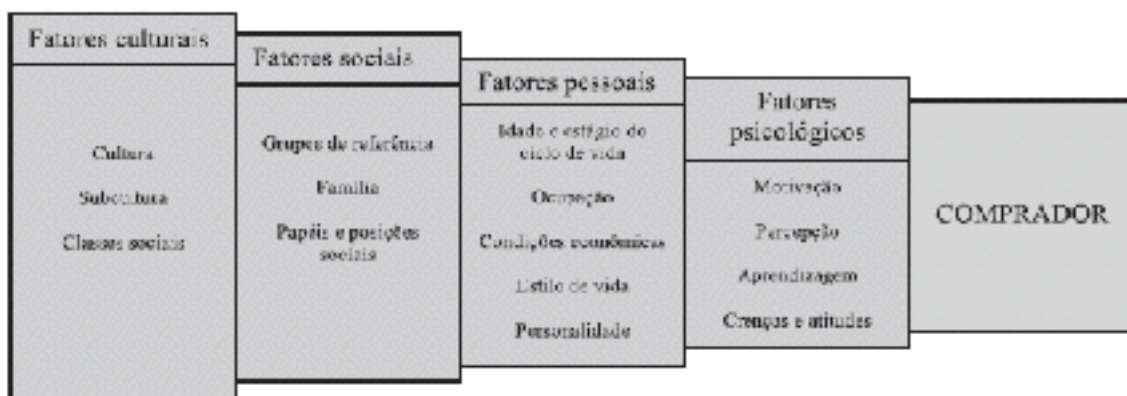 Fatores culturais
Cultura
Subcultura
Classes sociais
Fatores sociais
Grupos de referência
Família
Papéis e posições
sociais
Fatores pessoais
Idade e estágio do
ciclo de vida
Ocupação
Condições econômicas
Estilo de vida
Personalidade
Fatores
psicológicos
Motivação
Percepção
Aprendizagem
Crenças e atitudes
COMPRADOR